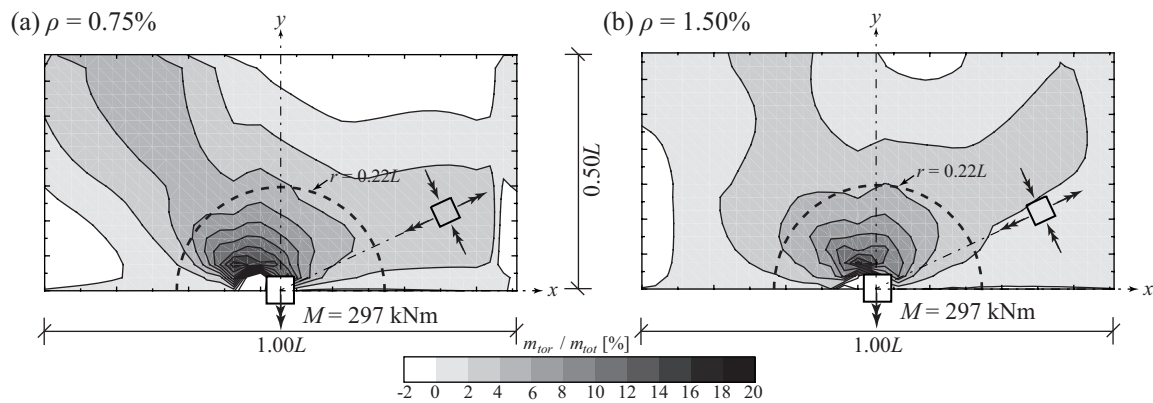 (a) ρ = 0.75%
y
r = 0.22L
x
M = 297 kNm
1.00L
0.50L
(b) ρ = 1.50%
y
r = 0.22L
x
M = 297 kNm
1.00L
m_tor / m_tot [%]
-2 0 2 4 6 8 10 12 14 16 18 20